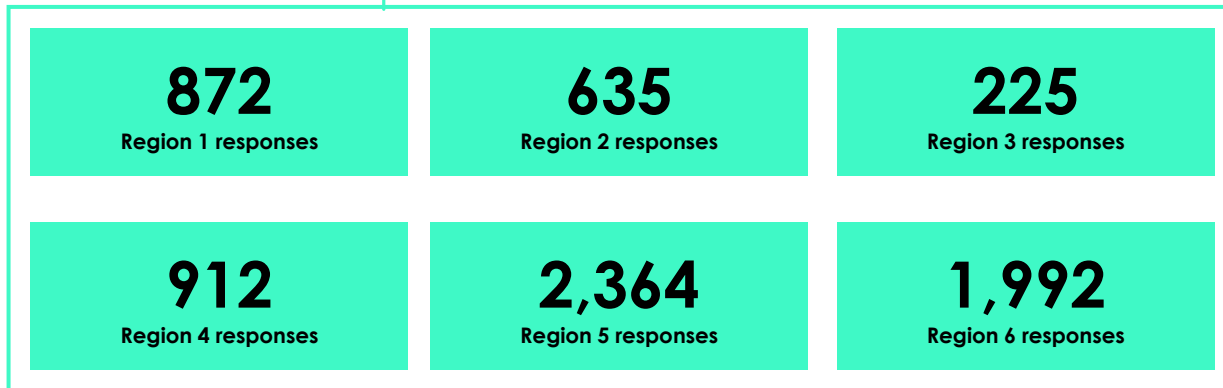 872
Region 1 responses
635
Region 2 responses
225
Region 3 responses
912
Region 4 responses
2,364
Region 5 responses
1,992
Region 6 responses